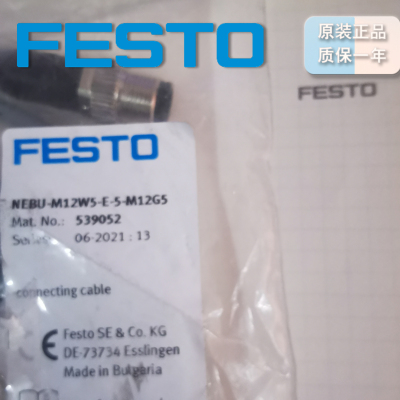 FESTO
原装正品
质保一年
FESTO
FESTO
NEBU-M12W5-E-5-M12G5
Mat. No.: 539052
06-2021 : 13
connecting cable
CE
Festo SE & Co. KG
DE-73734 Esslingen
Made in Bulgaria